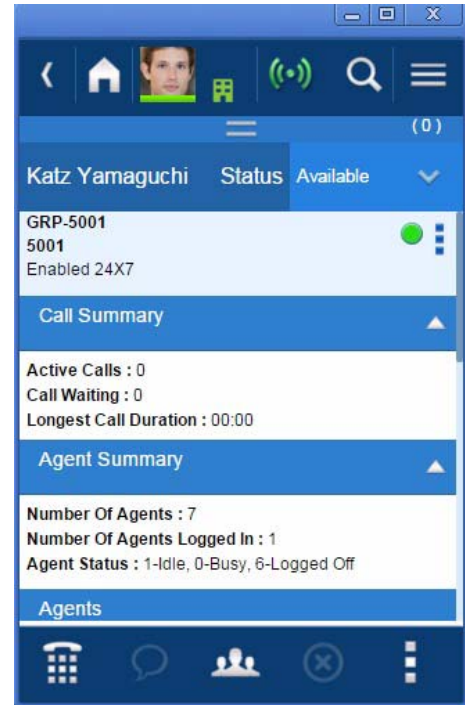 (0)
Katz Yamaguchi Status Available
GRP-5001
5001
Enabled 24X7
Call Summary
Active Calls : 0
Call Waiting : 0
Longest Call Duration : 00:00
Agent Summary
Number Of Agents : 7
Number Of Agents Logged In : 1
Agent Status : 1-Idle, 0-Busy, 6-Logged Off
Agents